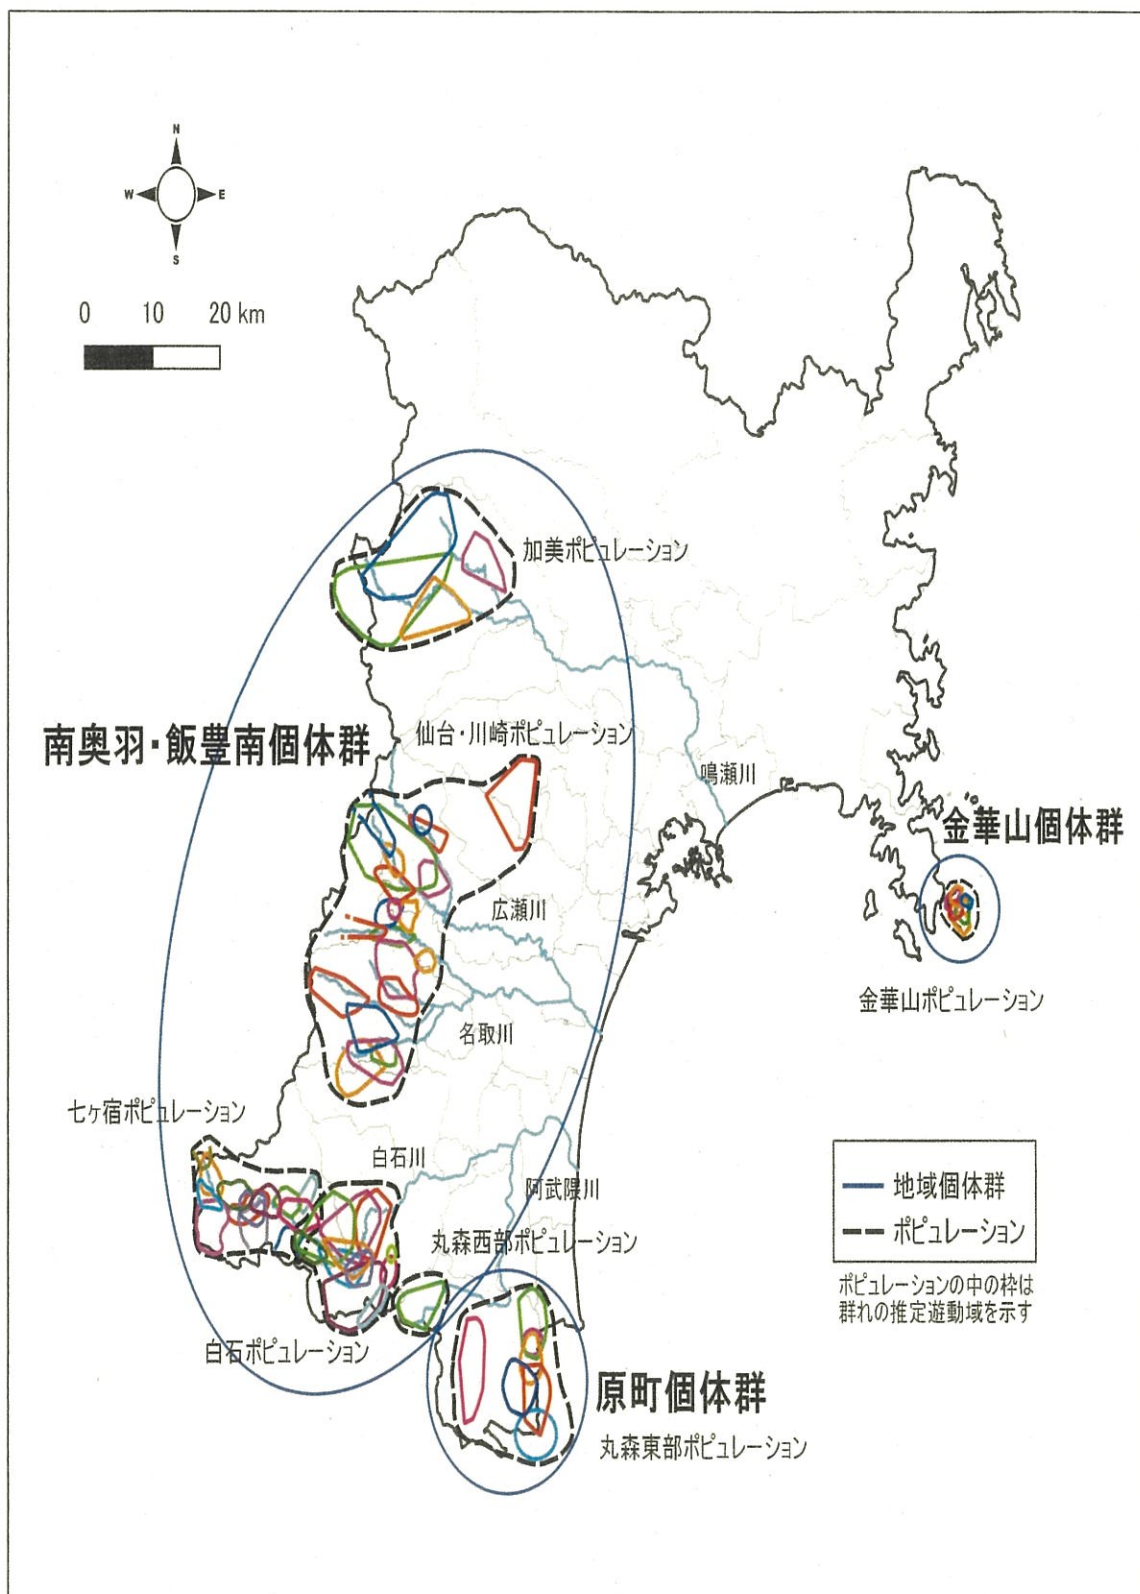 N
W E
S
0 10 20 km
加美ポピュレーション
南奥羽・飯豊南個体群
仙台・川崎ポピュレーション
鳴瀬川
金華山個体群
広瀬川
金華山ポピュレーション
名取川
七ヶ宿ポピュレーション
白石川
阿武隈川
地域個体群
丸森西部ポピュレーション
ポピュレーション
ポピュレーションの中の枠は
群れの推定遊動域を示す
白石ポピュレーション
原町個体群
丸森東部ポピュレーション